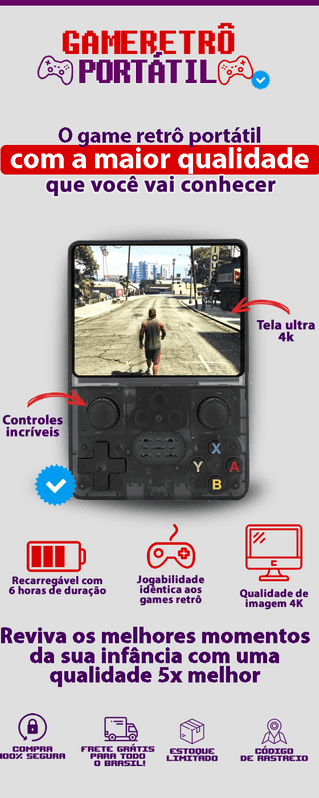 GAMERETRÔ
PORTÁTIL
O game retrô portátil
com a maior qualidade
que você vai conhecer
Tela ultra
4k
Controles
incríveis
X
Y
A
B
Recarregável com
6 horas de duração
Jogabilidade
idêntica aos
games retrô
Qualidade de
imagem 4K
Reviva os melhores momentos
da sua infância com uma
qualidade 5x melhor
COMPRA
100% SEGURA
FRETE GRÁTIS
PARA TODO
O BRASIL!
ESTOQUE
LIMITADO
CÓDIGO
DE RASTREIO